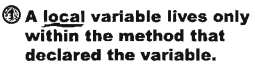 A local variable lives only
within the method that
declared the variable.